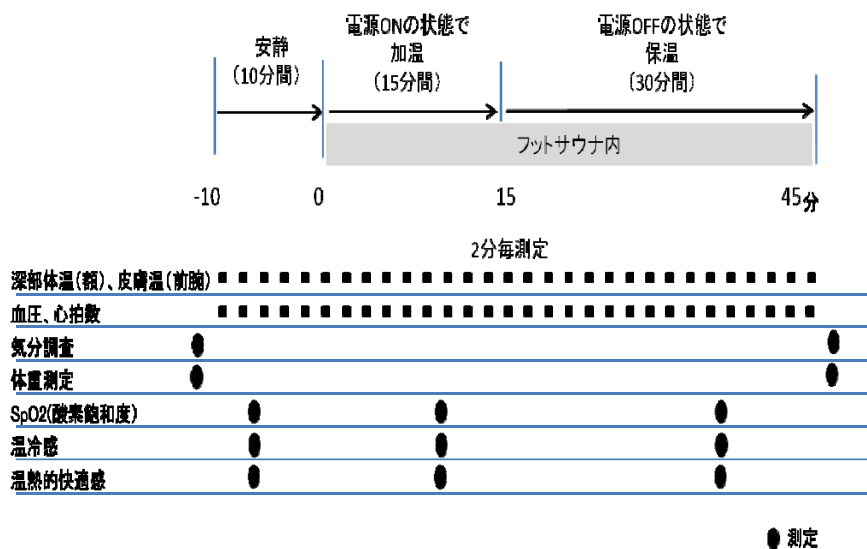 安静
(10分間)
電源ONの状態で
加温
(15分間)
電源OFFの状態で
保温
(30分間)
フットサウナ内
-10
0
15
45分
2分毎測定
深部体温(額)、皮膚温(前腕)
血圧、心拍数
気分調査
体重測定
SpO2(酸素飽和度)
温冷感
温熱的快適感
測定